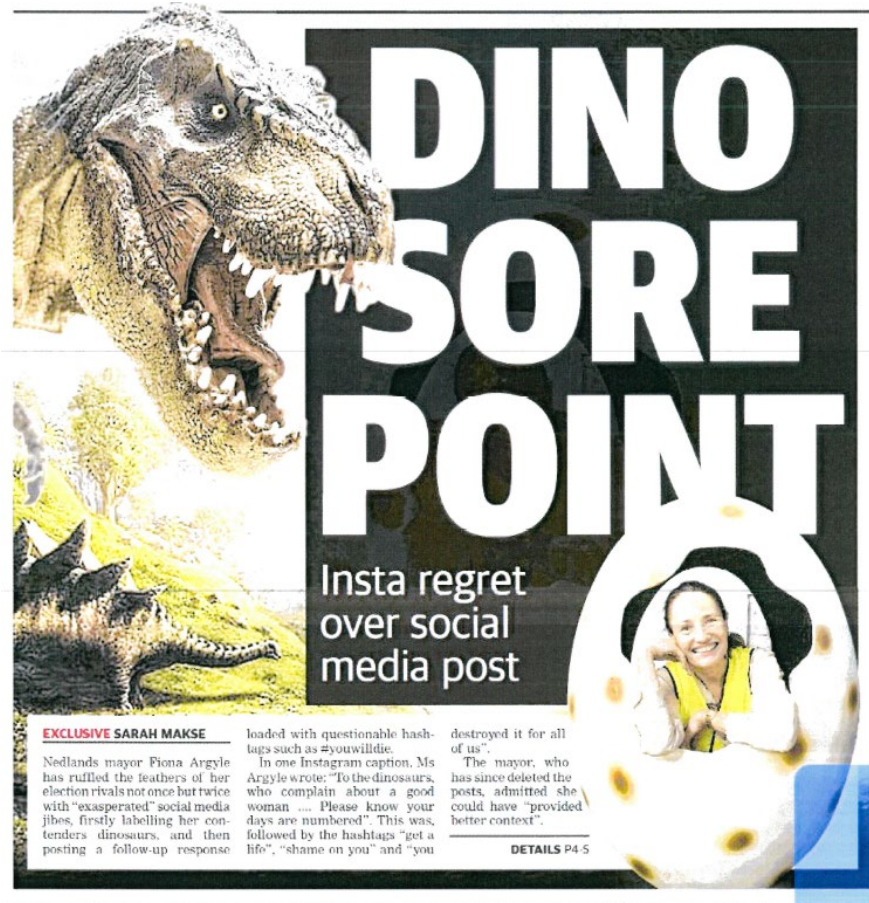 DINO
SORE
POINT
Insta regret
over social
media post
EXCLUSIVE SARAH MAKSE
Nedlands mayor Fiona Argyle
has ruffled the feathers of her
election rivals not once but twice
with “exasperated” social media
jibes, firstly labelling her con-
tenders dinosaurs, and then
posting a follow-up response
loaded with questionable hash-
tags such as #youwilldie.
In one Instagram caption, Ms
Argyle wrote: “To the dinosaurs,
who complain about a good
woman .... Please know your
days are numbered”. This was,
followed by the hashtags “get a
life”, “shame on you” and “you
destroyed it for all
of us”.
The mayor, who
has since deleted the
posts, admitted she
could have “provided
better context”.
DETAILS P4-5